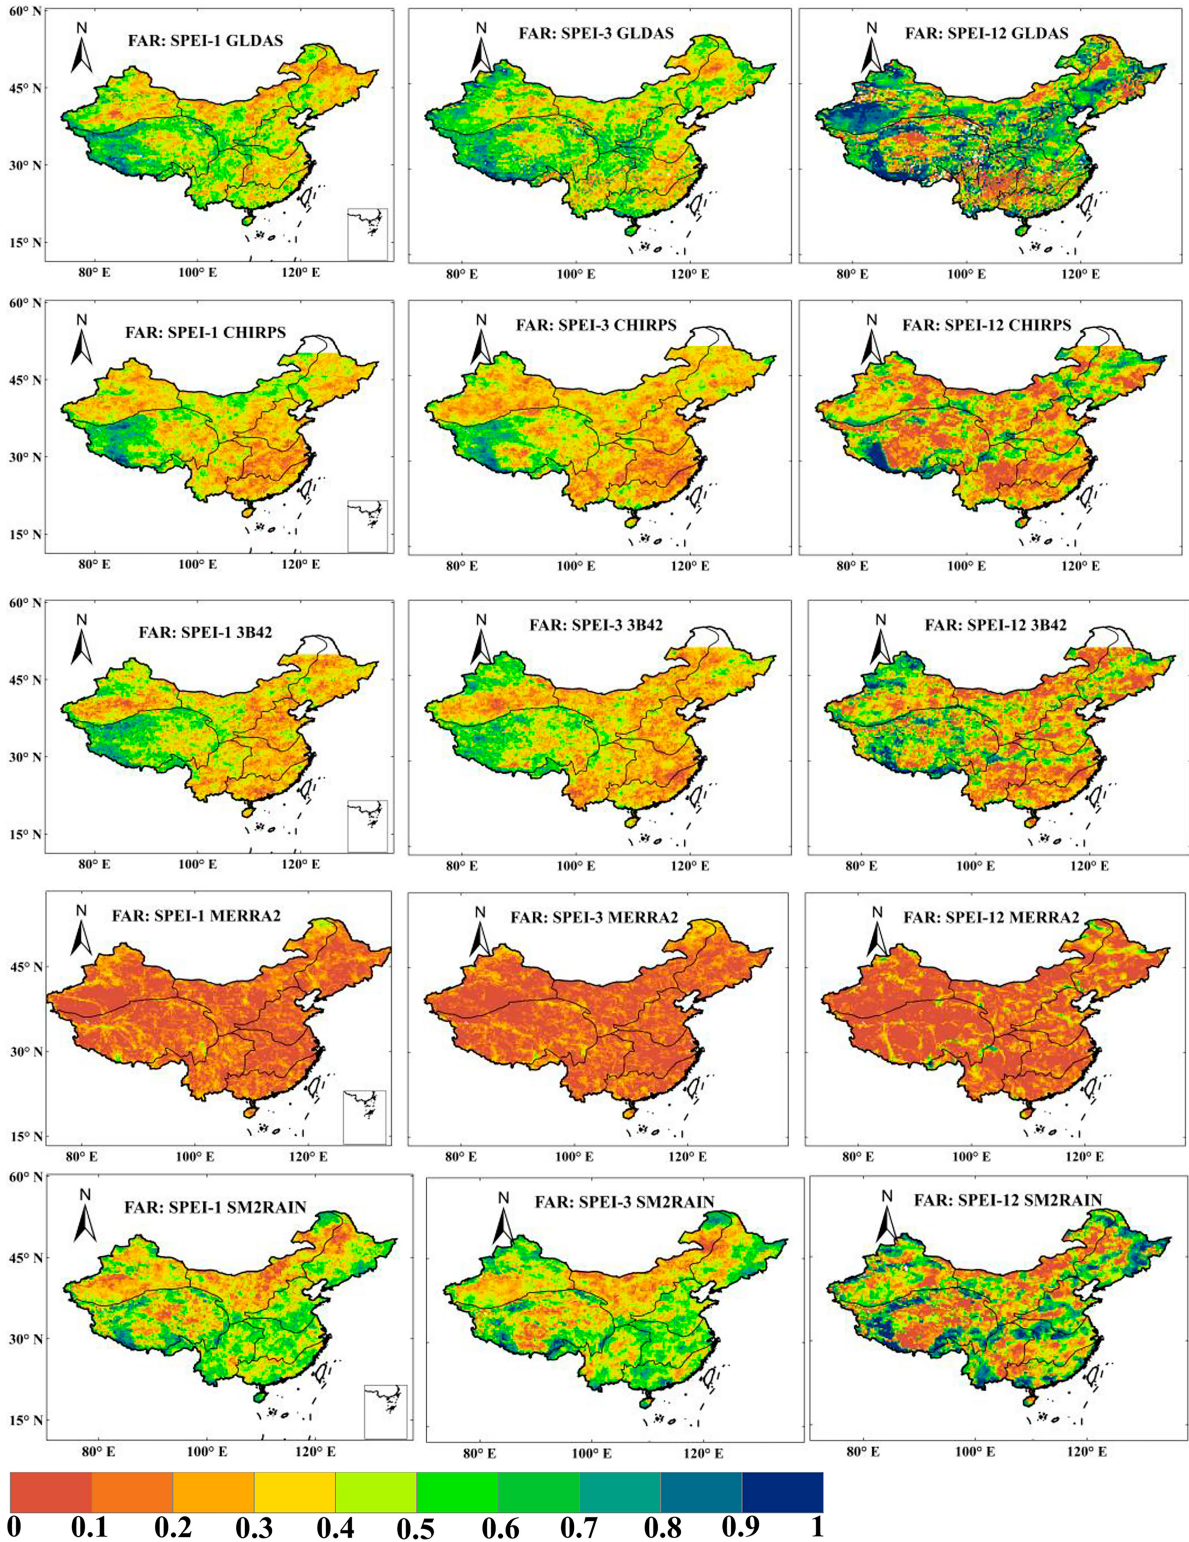 60° N
N
FAR: SPEI-1 GLDAS
N
FAR: SPEI-3 GLDAS
N
FAR: SPEI-12 GLDAS
45° N
30° N
15° N
80° E 100° E 120° E
80° E 100° E 120° E
80° E 100° E 120° E
60° N
N
FAR: SPEI-1 CHIRPS
N
FAR: SPEI-3 CHIRPS
N
FAR: SPEI-12 CHIRPS
45° N
30° N
15° N
80° E 100° E 120° E
80° E 100° E 120° E
80° E 100° E 120° E
60° N
N
FAR: SPEI-1 3B42
N
FAR: SPEI-3 3B42
N
FAR: SPEI-12 3B42
45° N
30° N
15° N
80° E 100° E 120° E
80° E 100° E 120° E
80° E 100° E 120° E
N
FAR: SPEI-1 MERRA2
N
FAR: SPEI-3 MERRA2
N
FAR: SPEI-12 MERRA2
45° N
30° N
15° N
80° E 100° E 120° E
80° E 100° E 120° E
80° E 100° E 120° E
60° N
N
FAR: SPEI-1 SM2RAIN
N
FAR: SPEI-3 SM2RAIN
N
FAR: SPEI-12 SM2RAIN
45° N
30° N
15° N
80° E 100° E 120° E
80° E 100° E 120° E
80° E 100° E 120° E
0 0.1 0.2 0.3 0.4 0.5 0.6 0.7 0.8 0.9 1